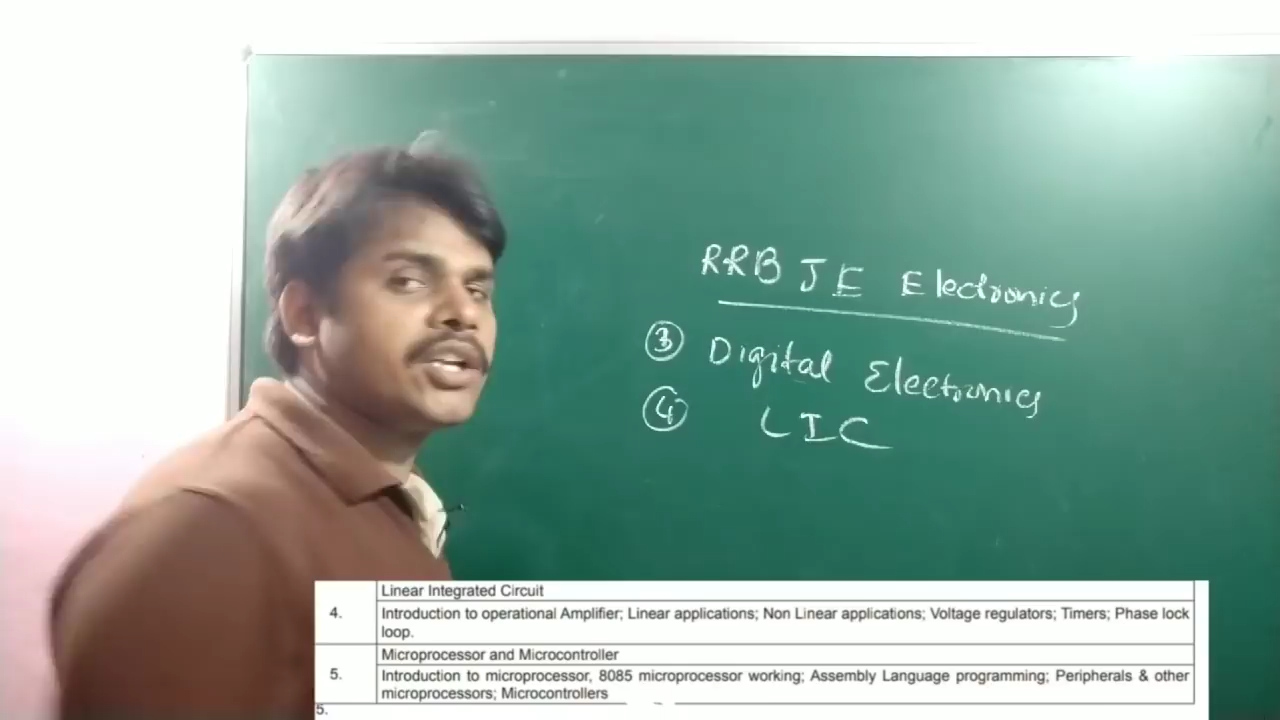 RRB JE Electronics
③ Digital Electronics
④ LIC
Linear Integrated Circuit
4.
Introduction to operational Amplifier; Linear applications; Non Linear applications; Voltage regulators; Timers; Phase lock
loop.
Microprocessor and Microcontroller
5.
Introduction to microprocessor, 8085 microprocessor working; Assembly Language programming; Peripherals & other
microprocessors; Microcontrollers
5.